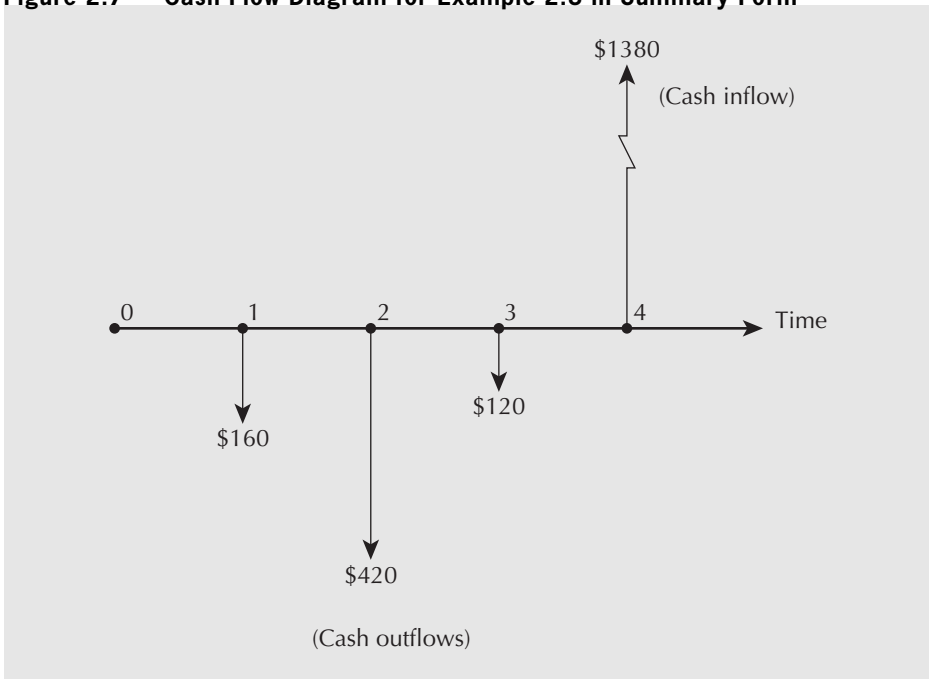 Figure 2.7 Cash Flow Diagram for Example 2.8 in Summary Form
$1380
(Cash inflow)
0 1 2 3 4 Time
$160
$120
$420
(Cash outflows)